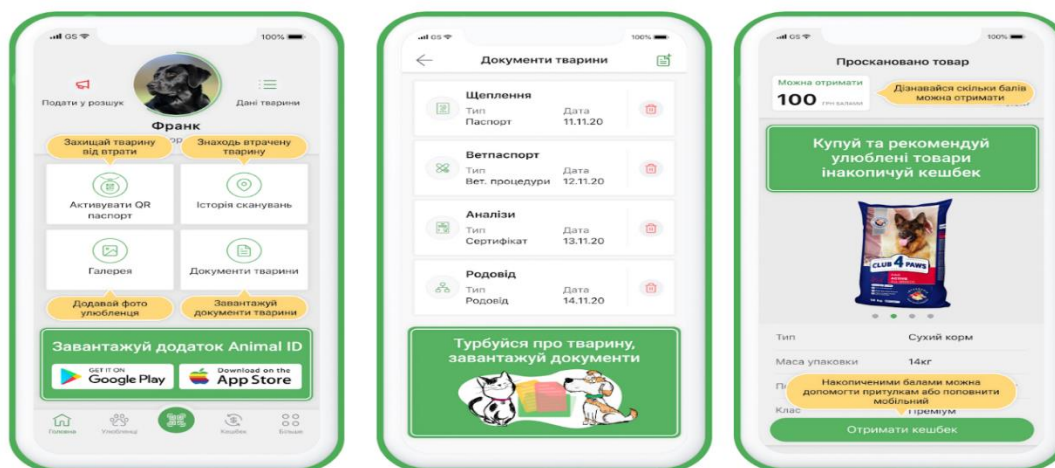 GS 100%
Подати у розшук
Дані тварини
Франк
Захищай тварину
від втрати
Знаходь втрачену
тварину
Активувати QR
паспорт
Історія сканувань
Галерея
Документи тварини
Додавай фото
улюбленця
Завантажуй
документи тварини
Завантажуй додаток Animal ID
GET IT ON
Google Play
Download on the
App Store
Головна
Улюбленці
Кешбек
Більше
GS 100%
Документи тварини
Щеплення
Тип Дата
Паспорт 11.11.20
Ветпаспорт
Тип Дата
Вет. процедури 12.11.20
Аналізи
Тип Дата
Сертифікат 13.11.20
Родовід
Тип Дата
Родовід 14.11.20
Турбуйся про тварину,
завантажуй документи
GS 100%
Проскановано товар
Можна отримати
100 ГРН БАЛАМИ
Дізнавайся скільки балів
можна отримати
Купуй та рекомендуй
улюблені товари
інакопичуй кешбек
CLUB 4 PAWS
Тип Сухий корм
Маса упаковки 14кг
Накопиченими балами можна
допомогти притулкам або поповнити
мобільний
Клас Преміум
Отримати кешбек